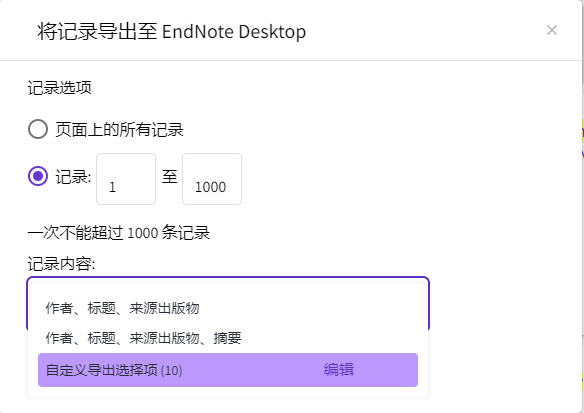 将记录导出至 EndNote Desktop ×
记录选项
页面上的所有记录
记录: 1 至 1000
一次不能超过 1000 条记录
记录内容:
作者、标题、来源出版物
作者、标题、来源出版物、摘要
自定义导出选择项 (10) 编辑